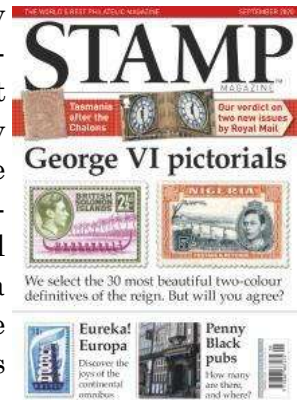 THE WORLD'S BEST PHILATELIC MAGAZINE
SEPTEMBER 2020
STAMP
MAGAZINE
Tasmania
after the
Chalons
Our verdict on
two new issues
by Royal Mail
George VI pictorials
BRITISH
SOLOMON
ISLANDS
NIGERIA
We select the 30 most beautiful two-colour
definitives of the reign. But will you agree?
Eureka!
Europa
Discover the
joys of the
continental
omnibus
Penny
Black
pubs
How many
are there,
and where?